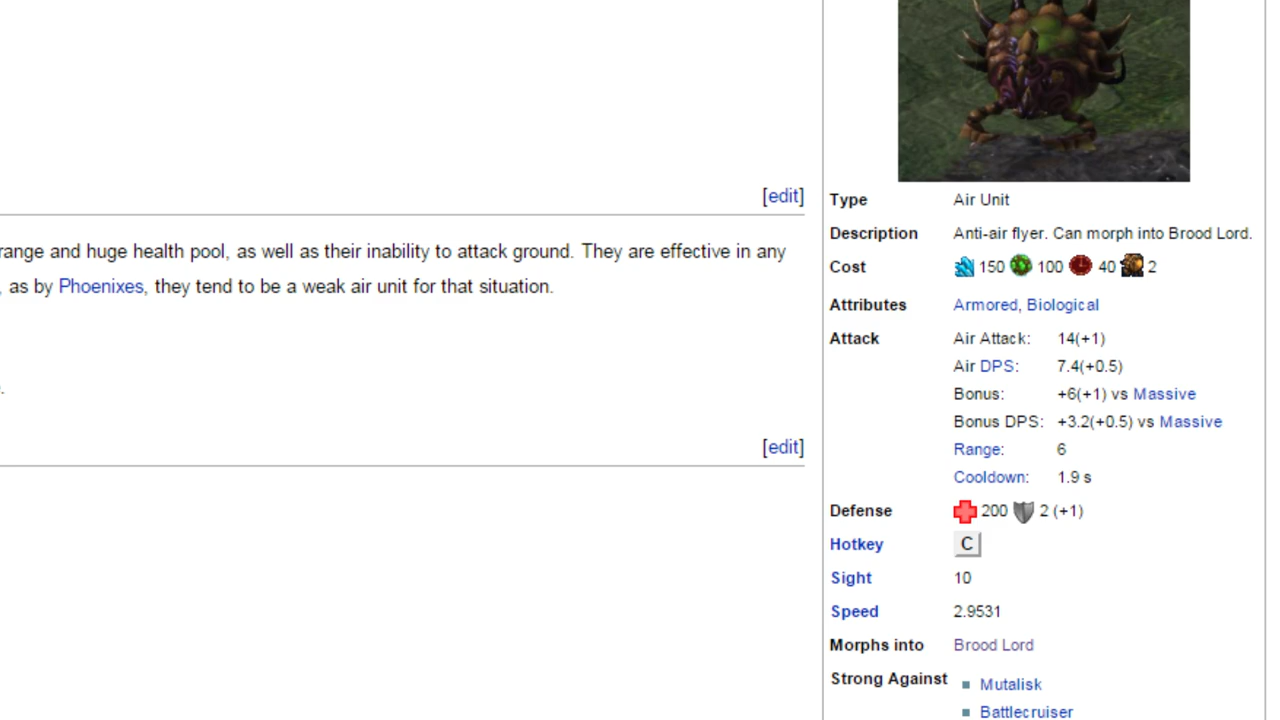 [edit]
range and huge health pool, as well as their inability to attack ground. They are effective in any
, as by Phoenixes, they tend to be a weak air unit for that situation.
.
[edit]
Type Air Unit
Description Anti-air flyer. Can morph into Brood Lord.
Cost 150 100 40 2
Attributes Armored, Biological
Attack Air Attack: 14(+1)
Air DPS: 7.4(+0.5)
Bonus: +6(+1) vs Massive
Bonus DPS: +3.2(+0.5) vs Massive
Range: 6
Cooldown: 1.9 s
Defense 200 2 (+1)
Hotkey C
Sight 10
Speed 2.9531
Morphs into Brood Lord
Strong Against Mutalisk
Battlecruiser